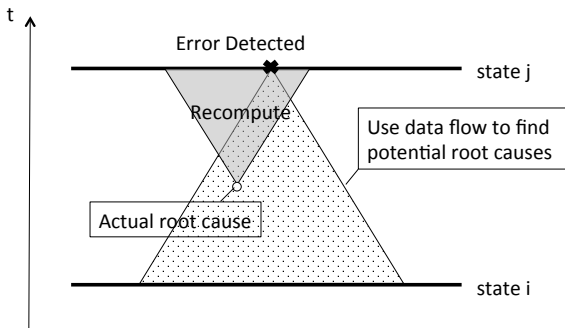 t
Error Detected
state j
Recompute
Use data flow to find
potential root causes
Actual root cause
state i